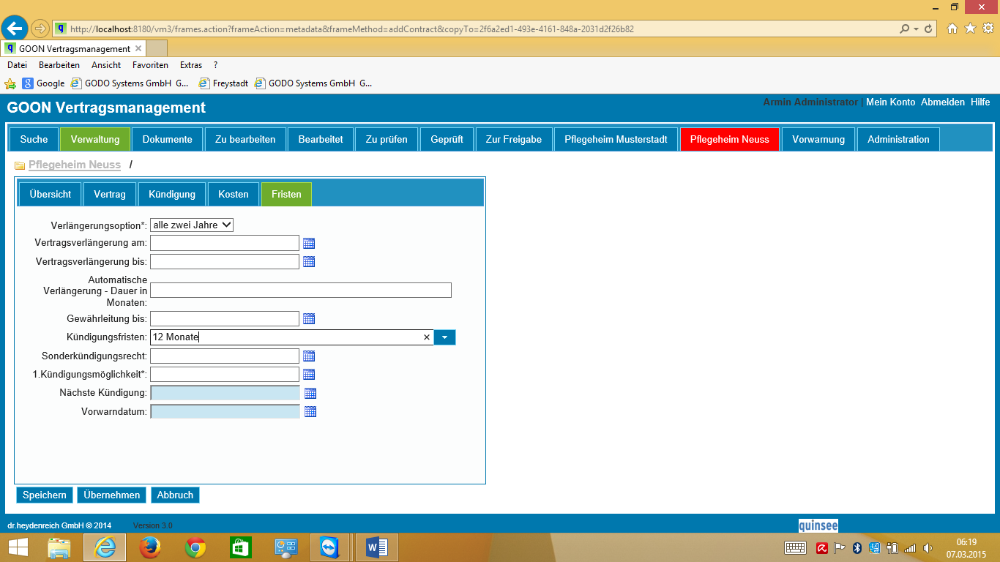 http://localhost:8180/vm3/frames.action?frameAction=metadata&frameMethod=addContract&copyTo=2f6a2ed1-493e-4161-848a-2031d2f26b82
GOON Vertragsmanagement
Datei Bearbeiten Ansicht Favoriten Extras ?
Google GODO Systems GmbH G... Freystadt GODO Systems GmbH G...
GOON Vertragsmanagement
Armin Administrator | Mein Konto Abmelden Hilfe
Suche Verwaltung Dokumente Zu bearbeiten Bearbeitet Zu prüfen Geprüft Zur Freigabe Pflegeheim Musterstadt Pflegeheim Neuss Vorwarnung Administration
Pflegeheim Neuss /
Übersicht Vertrag Kündigung Kosten Fristen
Verlängerungsoption*: alle zwei Jahre
Vertragsverlängerung am:
Vertragsverlängerung bis:
Automatische
Verlängerung - Dauer in
Monaten:
Gewährleitung bis:
Kündigungsfristen: 12 Monate
Sonderkündigungsrecht:
1.Kündigungsmöglichkeit*:
Nächste Kündigung:
Vorwarndatum:
Speichern Übernehmen Abbruch
dr.heydenreich GmbH © 2014 Version 3.0
quinsee
06:19
07.03.2015